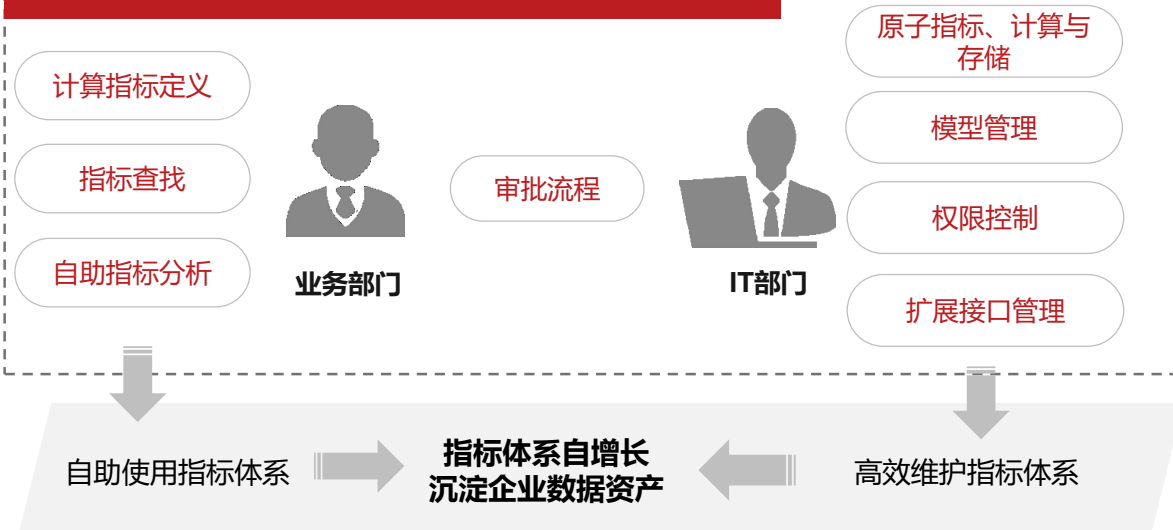 计算指标定义
指标查找
自助指标分析
业务部门
审批流程
IT部门
原子指标、计算与
存储
模型管理
权限控制
扩展接口管理
自助使用指标体系
指标体系自增长
沉淀企业数据资产
高效维护指标体系